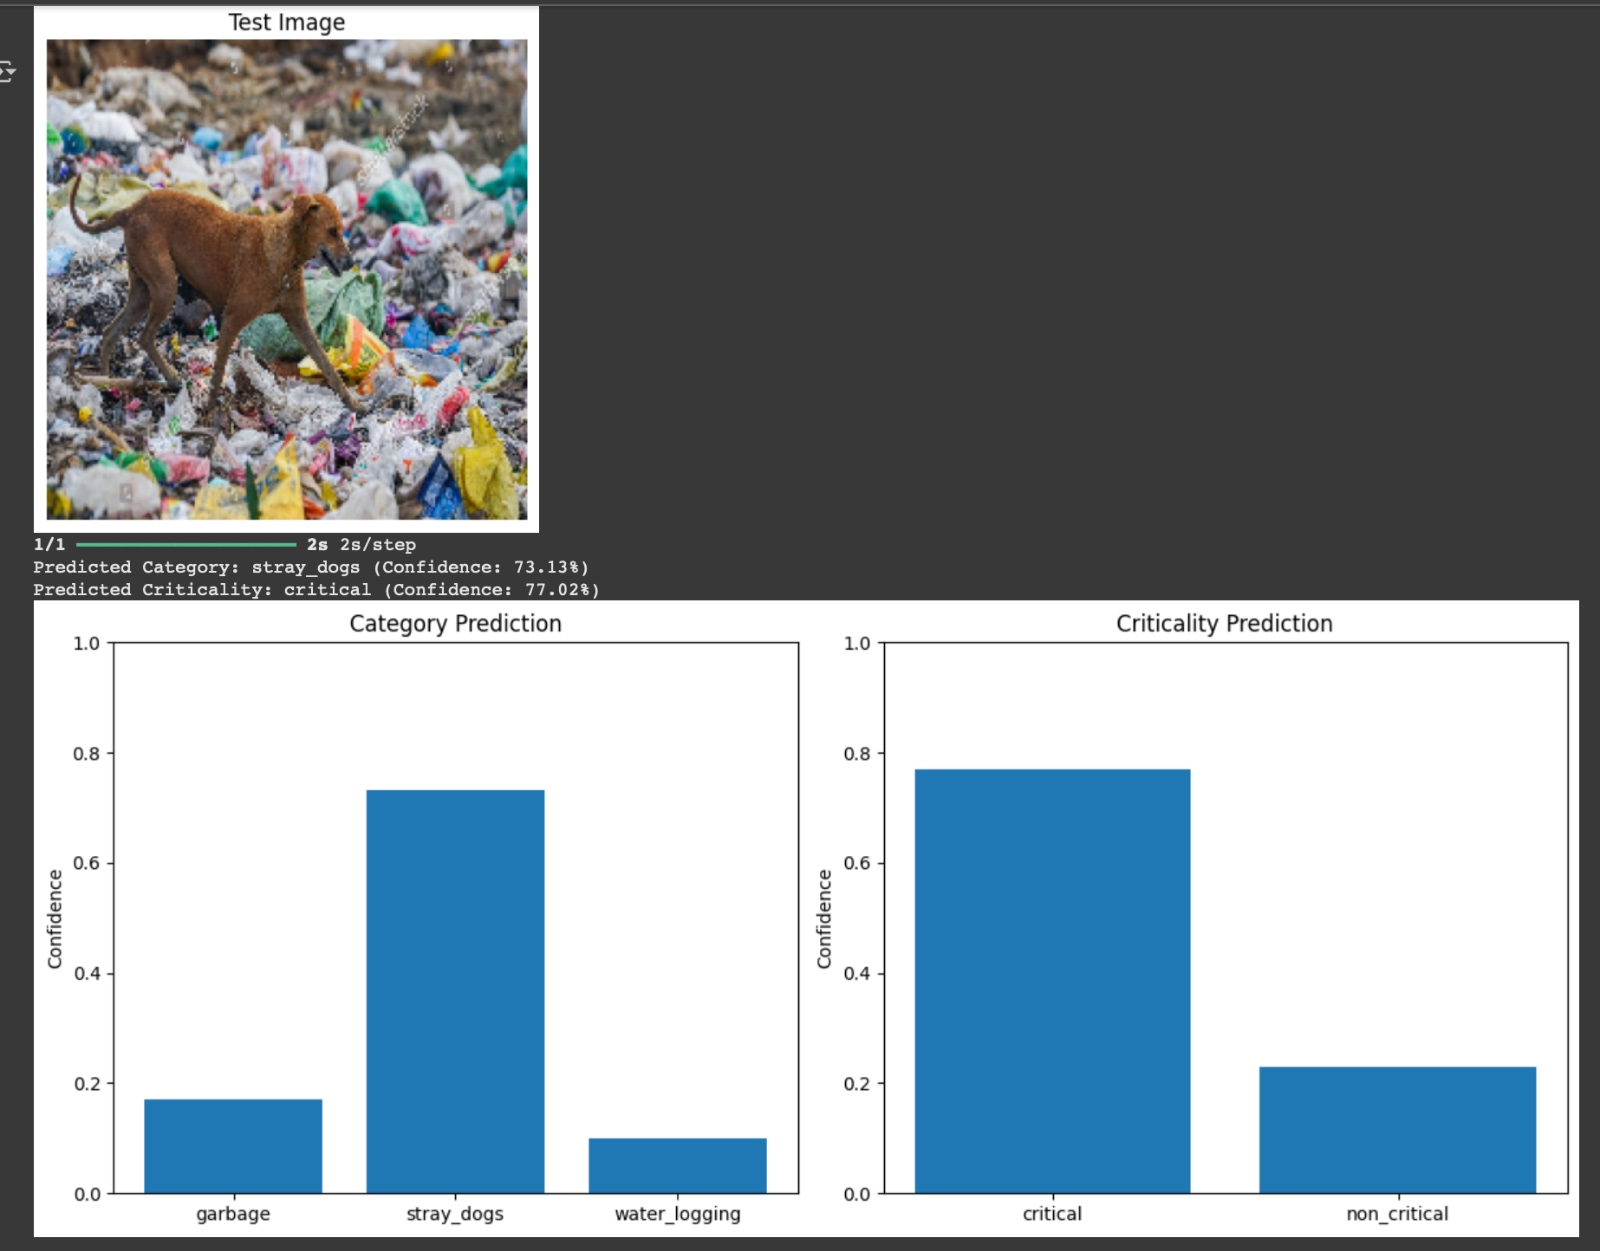 Test Image
shutterstock
1/1 2s 2s/step
Predicted Category: stray_dogs (Confidence: 73.13%)
Predicted Criticality: critical (Confidence: 77.02%)
Category Prediction
1.0
0.8
0.6
0.4
0.2
0.0
Confidence
garbage stray_dogs water_logging
Criticality Prediction
1.0
0.8
0.6
0.4
0.2
0.0
Confidence
critical non_critical